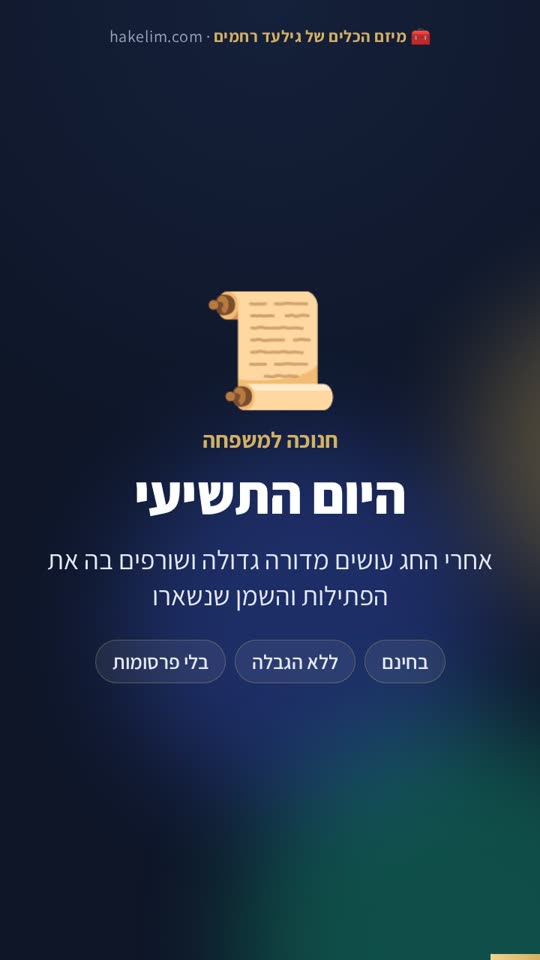 🧰 מיזם הכלים של גילעד רחמים · hakelim.com
חנוכה למשפחה
היום התשיעי
אחרי החג עושים מדורה גדולה ושורפים בה את
הפתילות והשמן שנשארו
בחינם
ללא הגבלה
בלי פרסומות